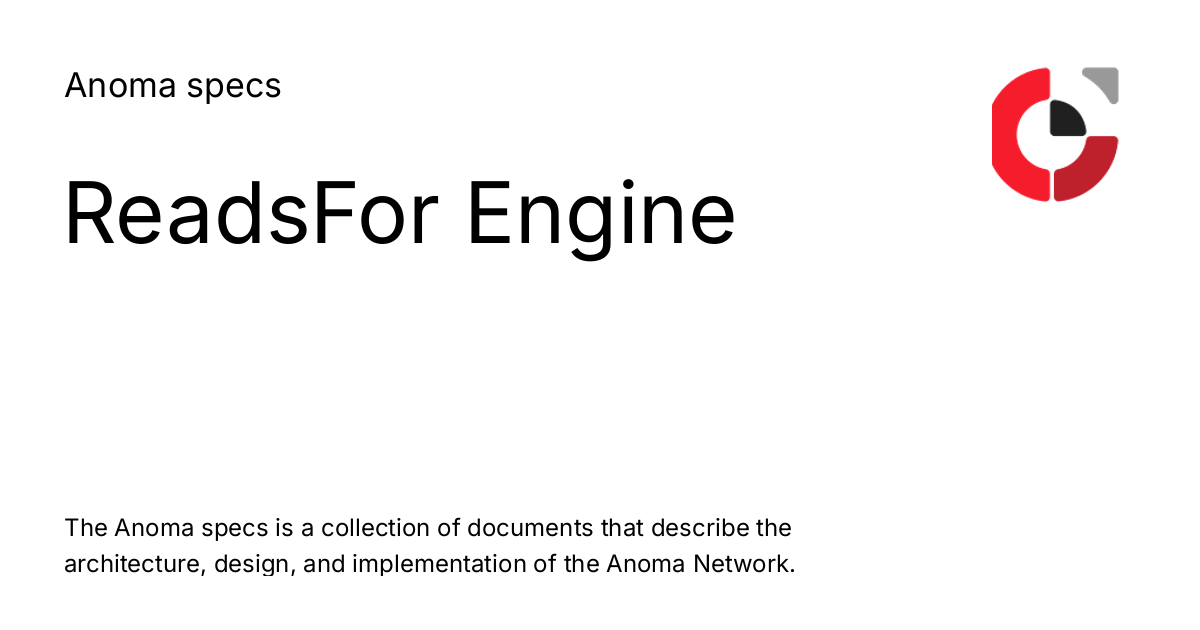 Anoma specs
ReadsFor Engine
The Anoma specs is a collection of documents that describe the
architecture, design, and implementation of the Anoma Network.